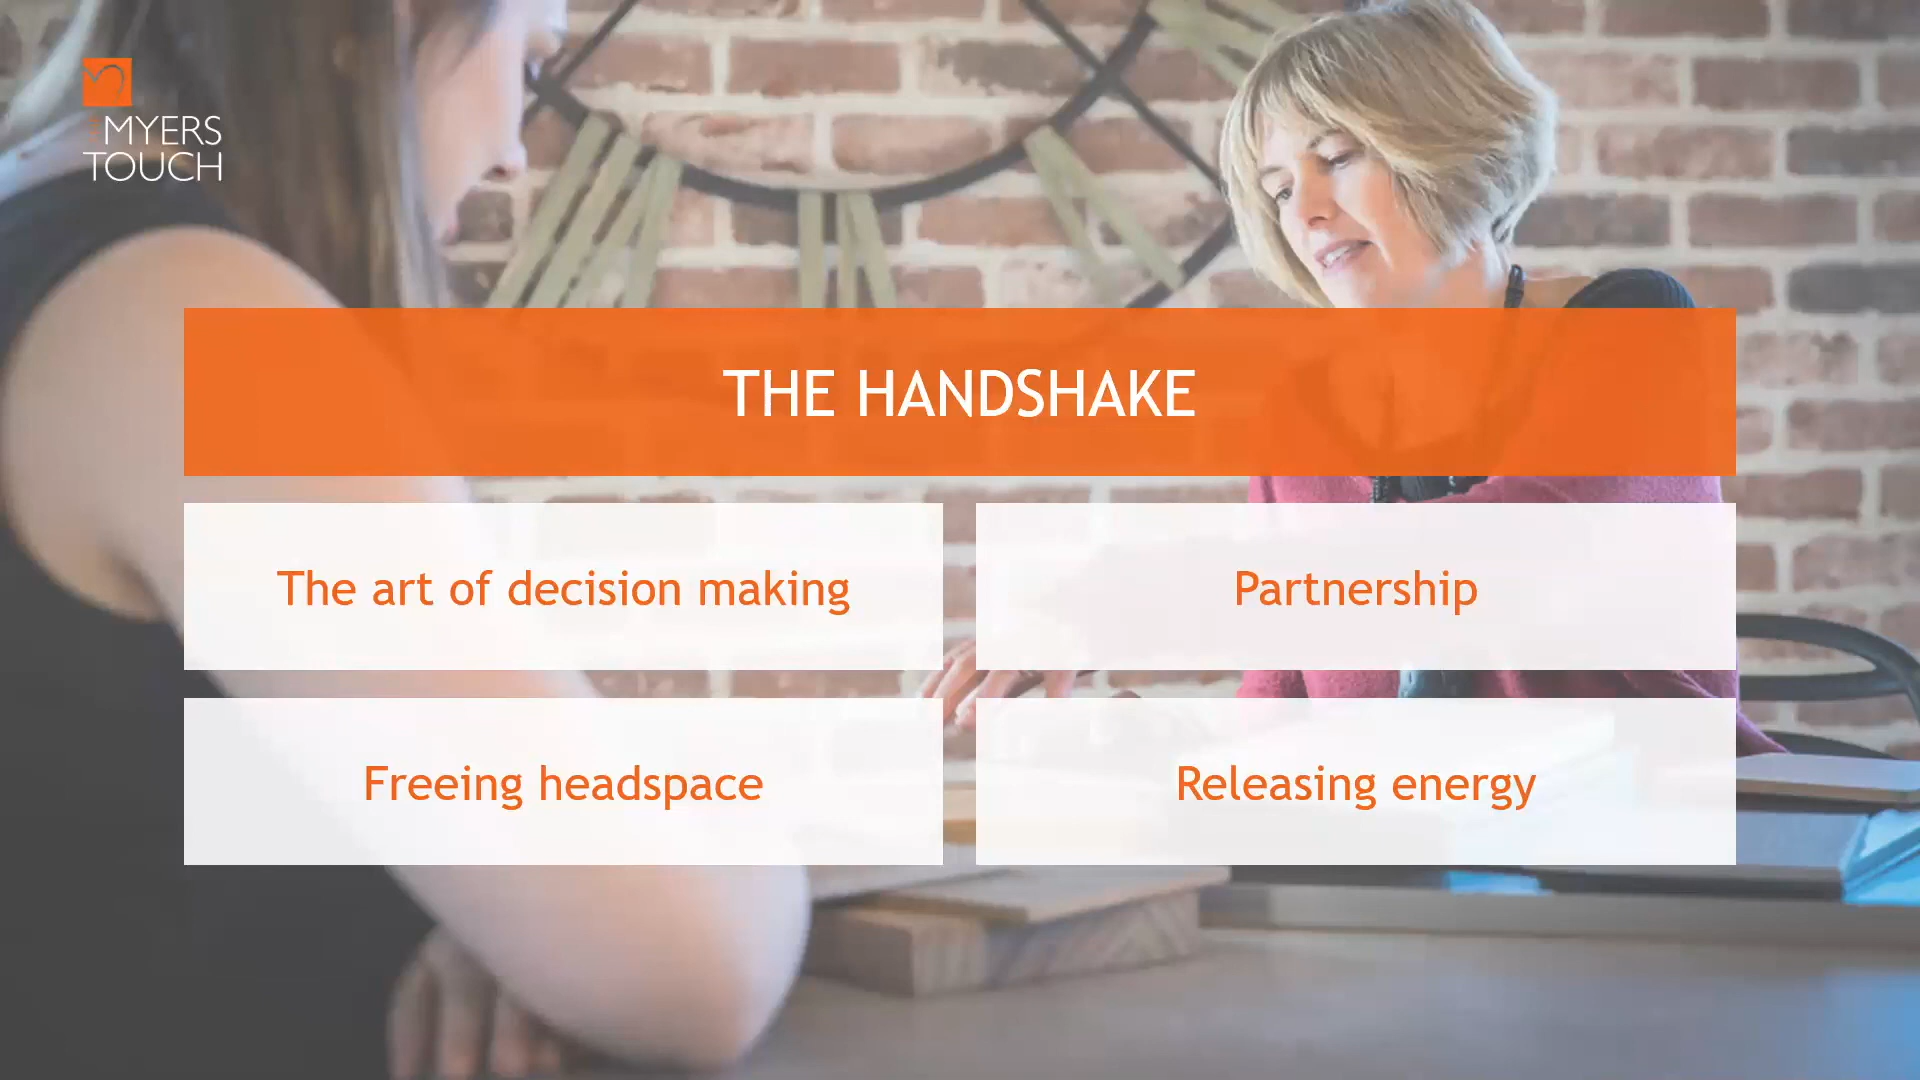 MYERS
TOUCH
THE HANDSHAKE
The art of decision making
Partnership
Freeing headspace
Releasing energy